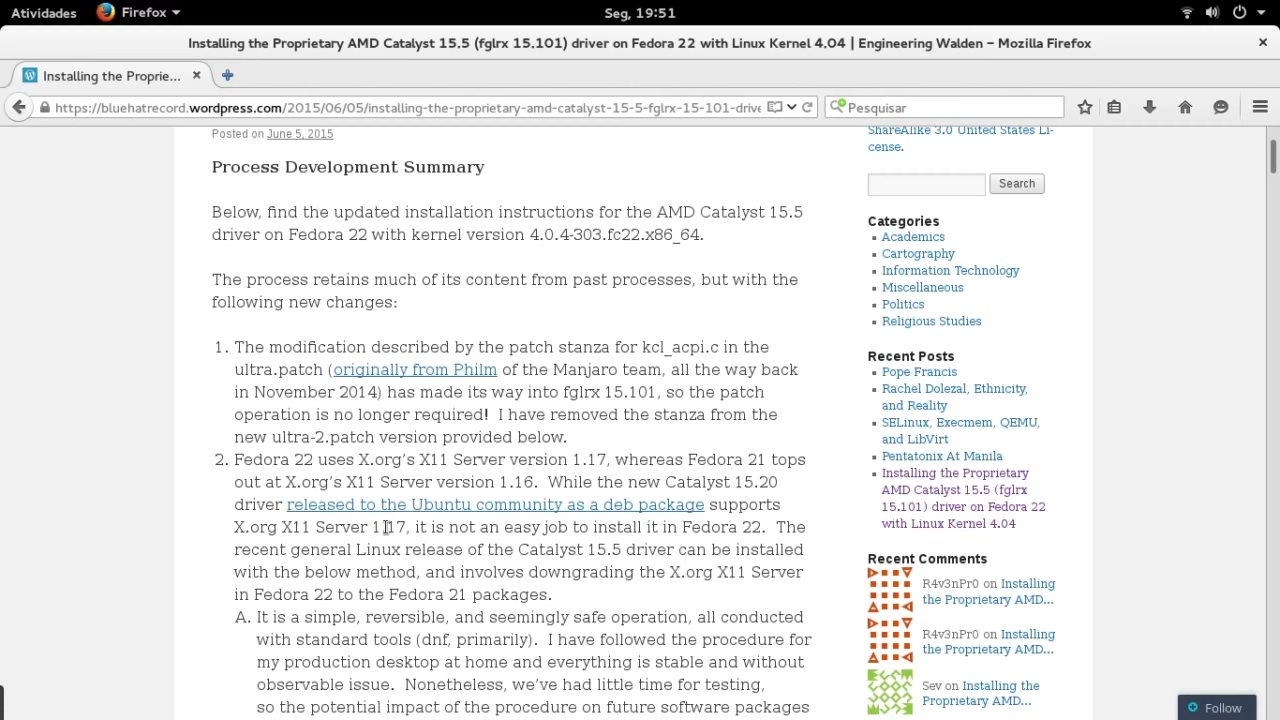 Atividades
Firefox
Seg, 19:51
Installing the Proprietary AMD Catalyst 15.5 (fglrx 15.101) driver on Fedora 22 with Linux Kernel 4.04 | Engineering Walden – Mozilla Firefox
Installing the Proprie...
https://bluehatrecord.wordpress.com/2015/06/05/installing-the-proprietary-amd-catalyst-15-5-fglrx-15-101-drive
Pesquisar
Posted on June 5, 2015
Process Development Summary
Below, find the updated installation instructions for the AMD Catalyst 15.5
driver on Fedora 22 with kernel version 4.0.4-303.fc22.x86_64.
The process retains much of its content from past processes, but with the
following new changes:
1. The modification described by the patch stanza for kcl_acpi.c in the
ultra.patch (originally from Philm of the Manjaro team, all the way back
in November 2014) has made its way into fglrx 15.101, so the patch
operation is no longer required!  I have removed the stanza from the
new ultra-2.patch version provided below.
2. Fedora 22 uses X.org's X11 Server version 1.17, whereas Fedora 21 tops
out at X.org's X11 Server version 1.16.  While the new Catalyst 15.20
driver released to the Ubuntu community as a deb package supports
X.org X11 Server 1.17, it is not an easy job to install it in Fedora 22.  The
recent general Linux release of the Catalyst 15.5 driver can be installed
with the below method, and involves downgrading the X.org X11 Server
in Fedora 22 to the Fedora 21 packages.
A. It is a simple, reversible, and seemingly safe operation, all conducted
with standard tools (dnf, primarily).  I have followed the procedure for
my production desktop at home and everything is stable and without
observable issue.  Nonetheless, we've had little time for testing,
so the potential impact of the procedure on future software packages
ShareAlike 3.0 United States Li-
cense.
Search
Categories
Academics
Cartography
Information Technology
Miscellaneous
Politics
Religious Studies
Recent Posts
Pope Francis
Rachel Dolezal, Ethnicity,
and Reality
SELinux, Execmem, QEMU,
and LibVirt
Pentatonix At Manila
Installing the Proprietary
AMD Catalyst 15.5 (fglrx
15.101) driver on Fedora 22
with Linux Kernel 4.04
Recent Comments
R4v3nPr0 on Installing
the Proprietary AMD...
R4v3nPr0 on Installing
the Proprietary AMD...
Sev on Installing the
Proprietary AMD...
Follow